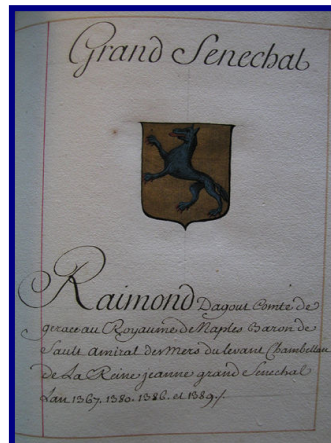 Grand Senechal
Raimond Dagout Comte de
gerace au Royaume de Naples Baron de
Sault amiral des Mers du levant Chambellan
de La Reine jeanne grand Senechal
Lan 1367. 1380. 1386. et 1389./.